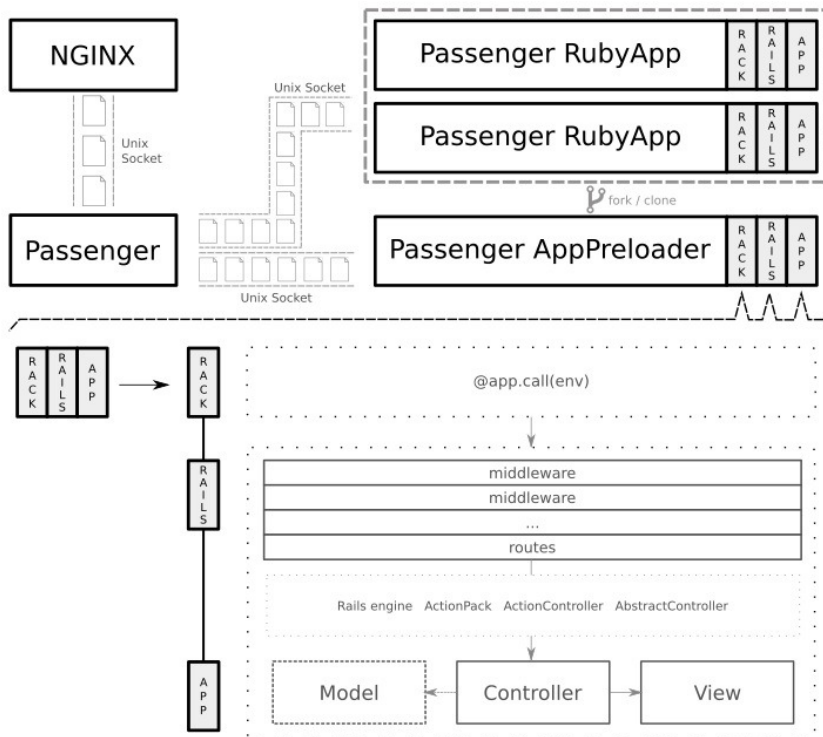 NGINX
Unix
Socket
Passenger
Unix Socket
Unix Socket
Passenger RubyApp
RACK
RAILS
APP
Passenger RubyApp
RACK
RAILS
APP
fork / clone
Passenger AppPreloader
RACK
RAILS
APP
RACK
RAILS
APP
RACK
@app.call(env)
RAILS
middleware
middleware
...
routes
Rails engine ActionPack ActionController AbstractController
APP
Model
Controller
View